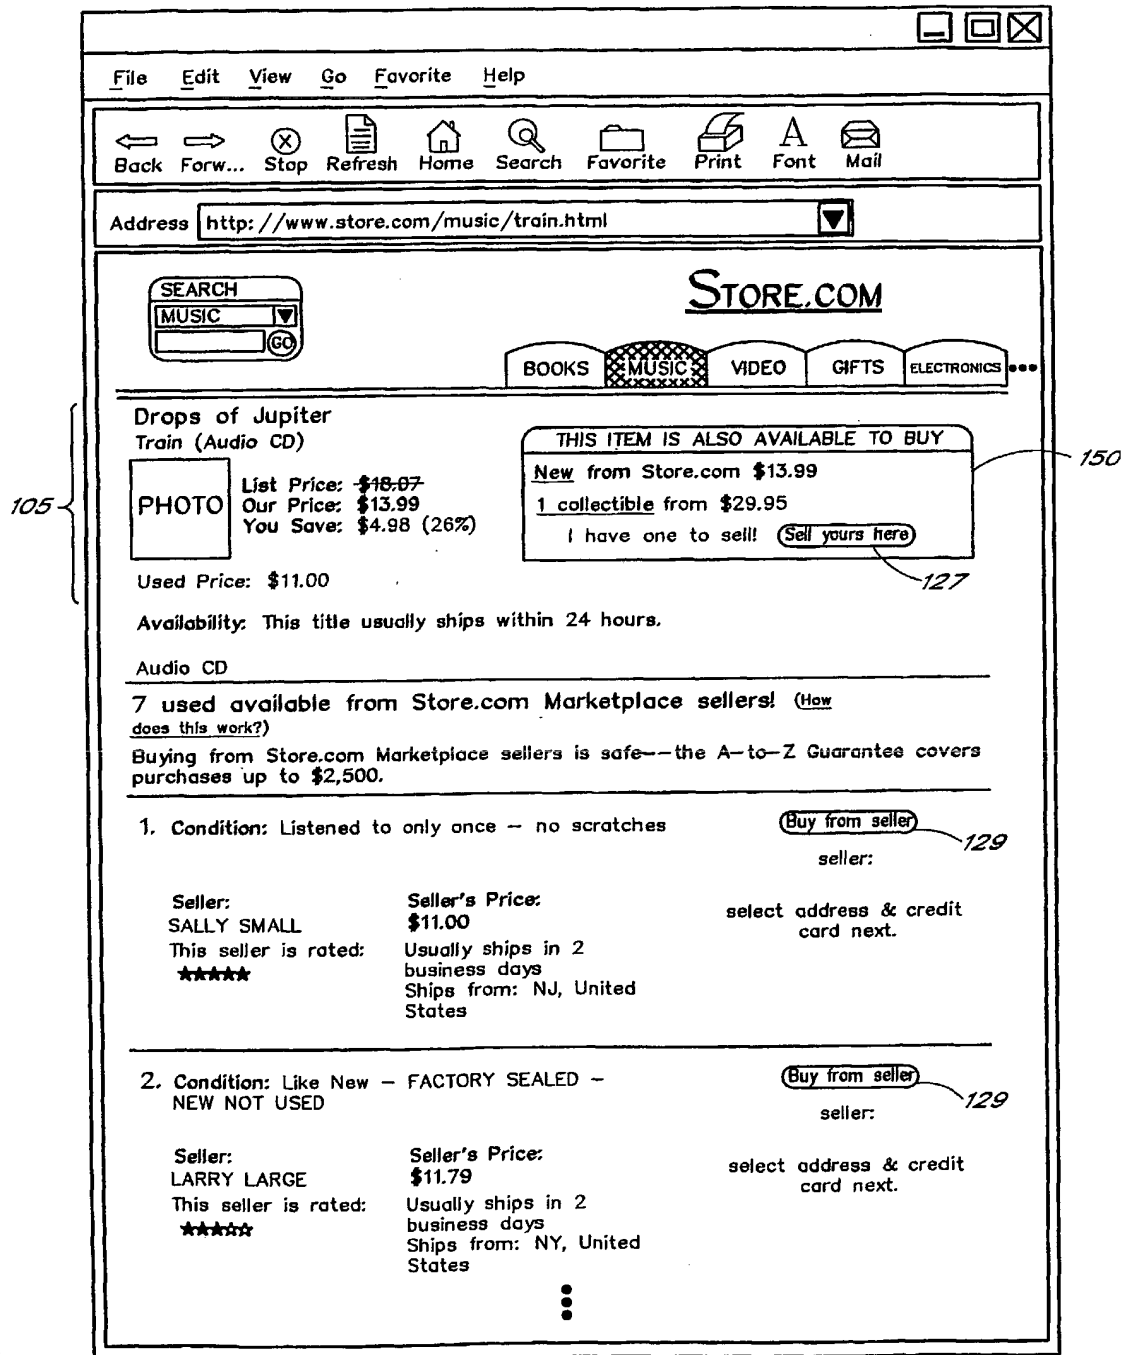 File Edit View Go Favorite Help
Back Forw... Stop Refresh Home Search Favorite Print Font Mail
A
Address http://www.store.com/music/train.html
SEARCH
MUSIC
GO
STORE.COM
BOOKS MUSIC VIDEO GIFTS ELECTRONICS •••
Drops of Jupiter
Train (Audio CD)
105
PHOTO
List Price: $18.07
Our Price: $13.99
You Save: $4.98 (26%)
Used Price: $11.00
THIS ITEM IS ALSO AVAILABLE TO BUY
New from Store.com $13.99
1 collectible from $29.95
I have one to sell! Sell yours here
150
127
Availability: This title usually ships within 24 hours.
Audio CD
7 used available from Store.com Marketplace sellers! (How
does this work?)
Buying from Store.com Marketplace sellers is safe--the A-to-Z Guarantee covers
purchases up to $2,500.
1. Condition: Listened to only once – no scratches
Buy from seller
129
seller:
Seller:
SALLY SMALL
This seller is rated:
★★★★★
Seller's Price:
$11.00
Usually ships in 2
business days
Ships from: NJ, United
States
select address & credit
card next.
2. Condition: Like New – FACTORY SEALED –
NEW NOT USED
Buy from seller
129
seller:
Seller:
LARRY LARGE
This seller is rated:
★★★☆☆
Seller's Price:
$11.79
Usually ships in 2
business days
Ships from: NY, United
States
select address & credit
card next.